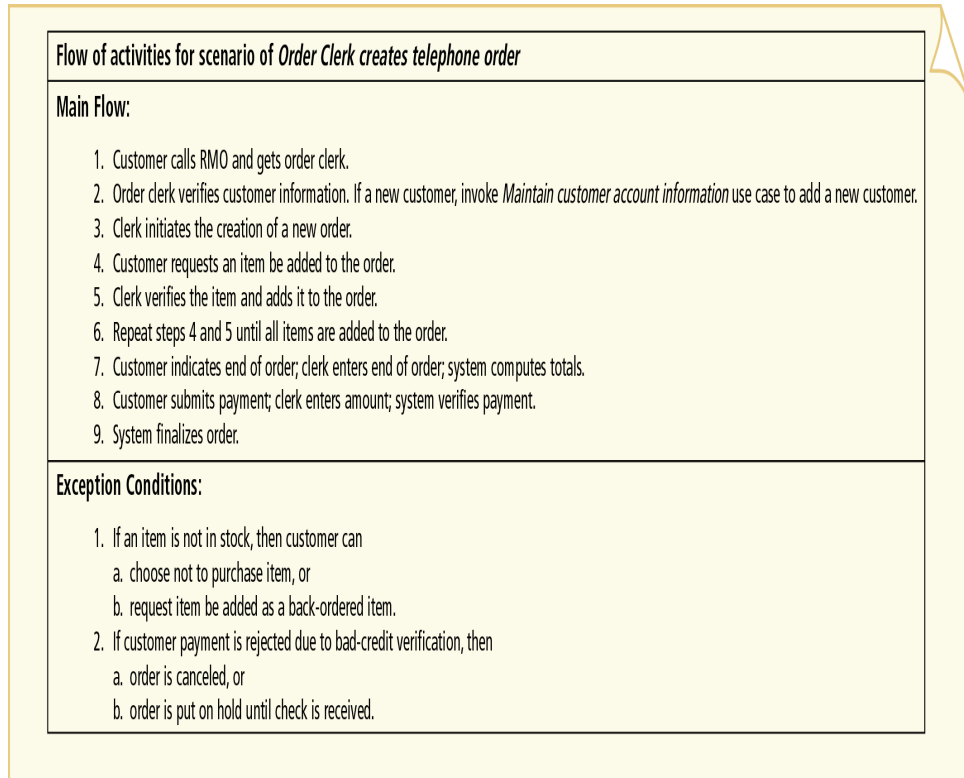 Flow of activities for scenario of Order Clerk creates telephone order
Main Flow:
1. Customer calls RMO and gets order clerk.
2. Order clerk verifies customer information. If a new customer, invoke Maintain customer account information use case to add a new customer.
3. Clerk initiates the creation of a new order.
4. Customer requests an item be added to the order.
5. Clerk verifies the item and adds it to the order.
6. Repeat steps 4 and 5 until all items are added to the order.
7. Customer indicates end of order; clerk enters end of order; system computes totals.
8. Customer submits payment; clerk enters amount; system verifies payment.
9. System finalizes order.
Exception Conditions:
1. If an item is not in stock, then customer can
a. choose not to purchase item, or
b. request item be added as a back-ordered item.
2. If customer payment is rejected due to bad-credit verification, then
a. order is canceled, or
b. order is put on hold until check is received.